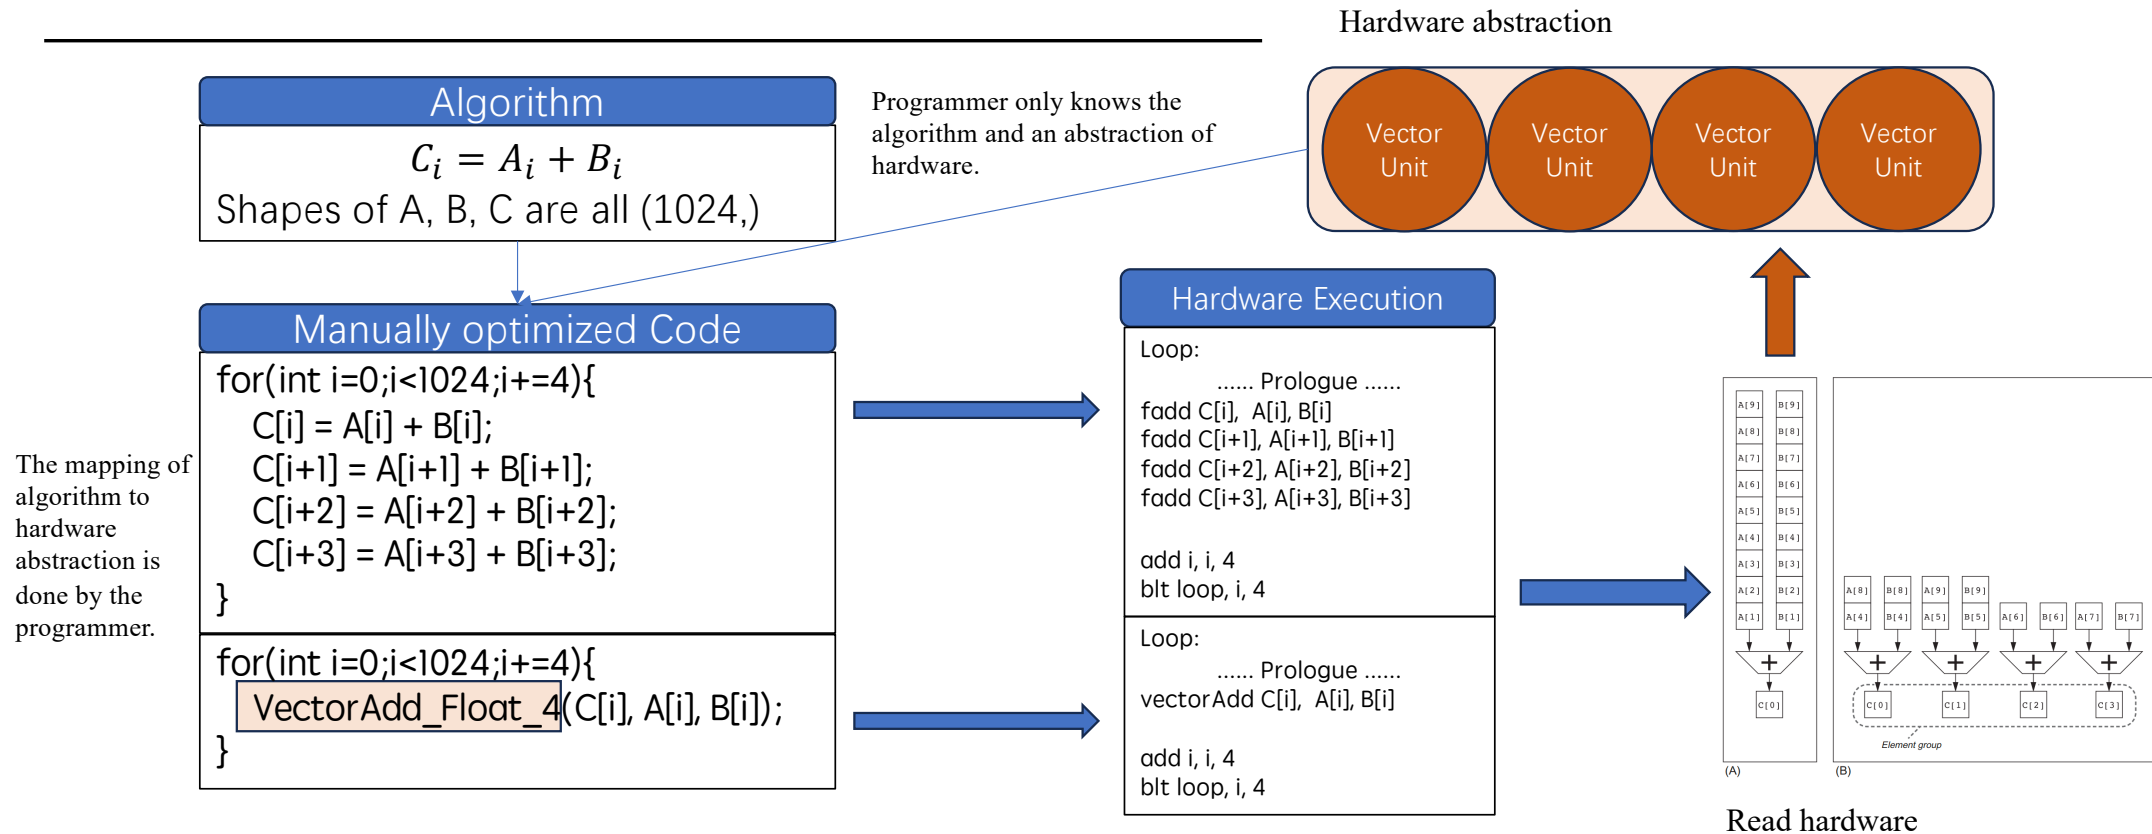 Hardware abstraction
Algorithm
C_i = A_i + B_i
Shapes of A, B, C are all (1024,)
Programmer only knows the
algorithm and an abstraction of
hardware.
Vector
Unit
Vector
Unit
Vector
Unit
Vector
Unit
Manually optimized Code
for(int i=0;i<1024;i+=4){
C[i] = A[i] + B[i];
C[i+1] = A[i+1] + B[i+1];
C[i+2] = A[i+2] + B[i+2];
C[i+3] = A[i+3] + B[i+3];
}
for(int i=0;i<1024;i+=4){
VectorAdd_Float_4(C[i], A[i], B[i]);
}
The mapping of
algorithm to
hardware
abstraction is
done by the
programmer.
Hardware Execution
Loop:
...... Prologue ......
fadd C[i], A[i], B[i]
fadd C[i+1], A[i+1], B[i+1]
fadd C[i+2], A[i+2], B[i+2]
fadd C[i+3], A[i+3], B[i+3]
add i, i, 4
blt loop, i, 4
Loop:
...... Prologue ......
vectorAdd C[i], A[i], B[i]
add i, i, 4
blt loop, i, 4
A[9] B[9]
A[8] B[8]
A[7] B[7]
A[6] B[6]
A[5] B[5]
A[4] B[4]
A[3] B[3]
A[2] B[2]
A[1] B[1]
+
C[0]
(A)
A[8] B[8] A[9] B[9]
A[4] B[4] A[5] B[5] A[6] B[6] A[7] B[7]
+ + + +
C[0] C[1] C[2] C[3]
Element group
(B)
Read hardware